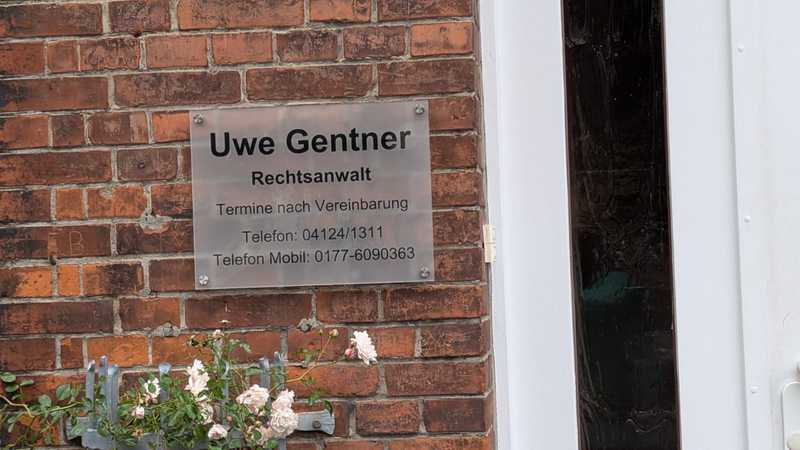 Uwe Gentner
Rechtsanwalt
Termine nach Vereinbarung
Telefon: 04124/1311
Telefon Mobil: 0177-6090363